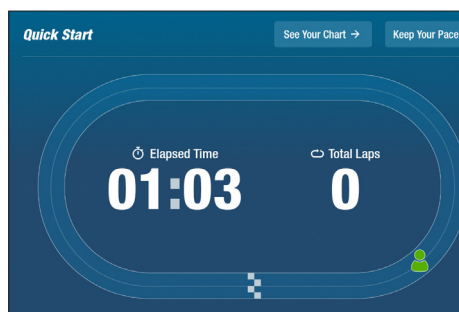 Quick Start
See Your Chart →
Keep Your Pace
Elapsed Time
Total Laps
01:03
0